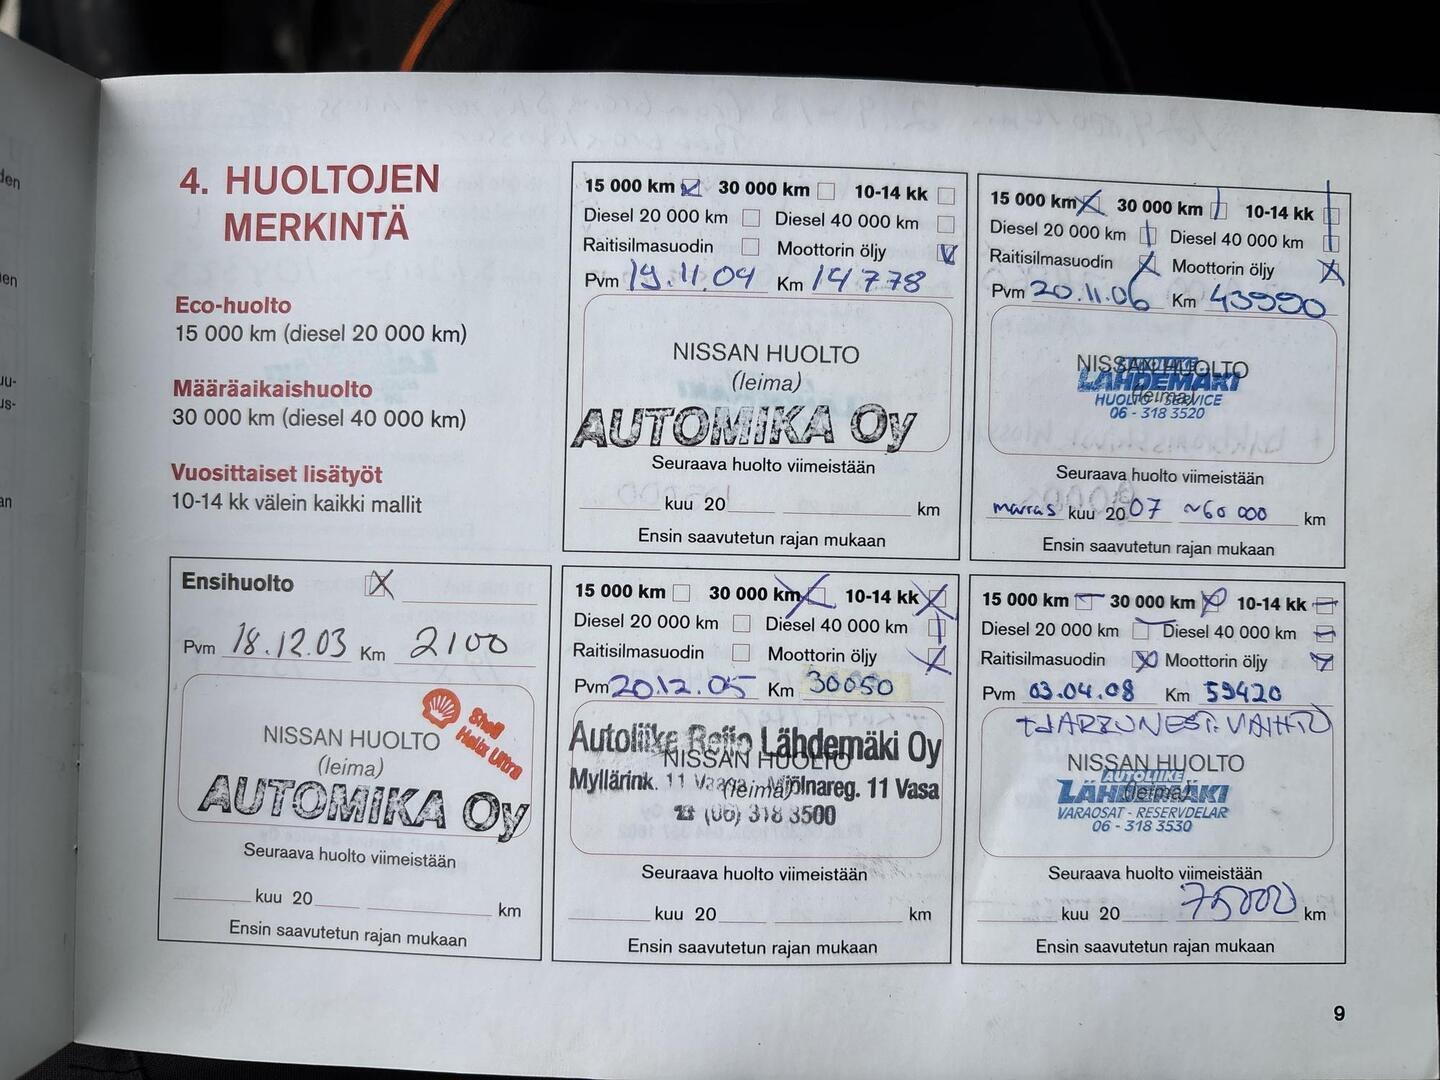 4. HUOLTOJEN
MERKINTÄ
Eco-huolto
15 000 km (diesel 20 000 km)
Määräaikaishuolto
30 000 km (diesel 40 000 km)
Vuosittaiset lisätyöt
10-14 kk välein kaikki mallit
Ensihuolto
Pvm 18.12.03 Km 2100
Shell
Helix Ultra
NISSAN HUOLTO
(leima)
AUTOMIKA Oy
Seuraava huolto viimeistään
kuu 20 km
Ensin saavutetun rajan mukaan
15 000 km 30 000 km 10-14 kk
Diesel 20 000 km Diesel 40 000 km
Raitisilmasuodin Moottorin öljy
Pvm 19.11.04 Km 14778
NISSAN HUOLTO
(leima)
AUTOMIKA Oy
Seuraava huolto viimeistään
kuu 20 km
Ensin saavutetun rajan mukaan
15 000 km 30 000 km 10-14 kk
Diesel 20 000 km Diesel 40 000 km
Raitisilmasuodin Moottorin öljy
Pvm 20.12.05 Km 30050
Autoliike Reijo Lähdemäki Oy
NISSAN HUOLTO
Myllärink. 11 Vaasa Mjölnareg. 11 Vasa
(leima)
☎ (06) 318 3500
Seuraava huolto viimeistään
kuu 20 km
Ensin saavutetun rajan mukaan
15 000 km 30 000 km 10-14 kk
Diesel 20 000 km Diesel 40 000 km
Raitisilmasuodin Moottorin öljy
Pvm 20.11.06 Km 43990
AUTOLIIKE
NISSAN HUOLTO
LÄHDEMÄKI
(leima)
HUOLTO - SERVICE
06 - 318 3520
Seuraava huolto viimeistään
marras kuu 2007 ~60 000 km
Ensin saavutetun rajan mukaan
15 000 km 30 000 km 10-14 kk
Diesel 20 000 km Diesel 40 000 km
Raitisilmasuodin Moottorin öljy
Pvm 03.04.08 Km 59420
+JARRUNEST. VAIHTO
NISSAN HUOLTO
AUTOLIIKE
LÄHDEMÄKI
(leima)
VARAOSAT - RESERVDELAR
06 - 318 3530
Seuraava huolto viimeistään
kuu 20 75000 km
Ensin saavutetun rajan mukaan
9